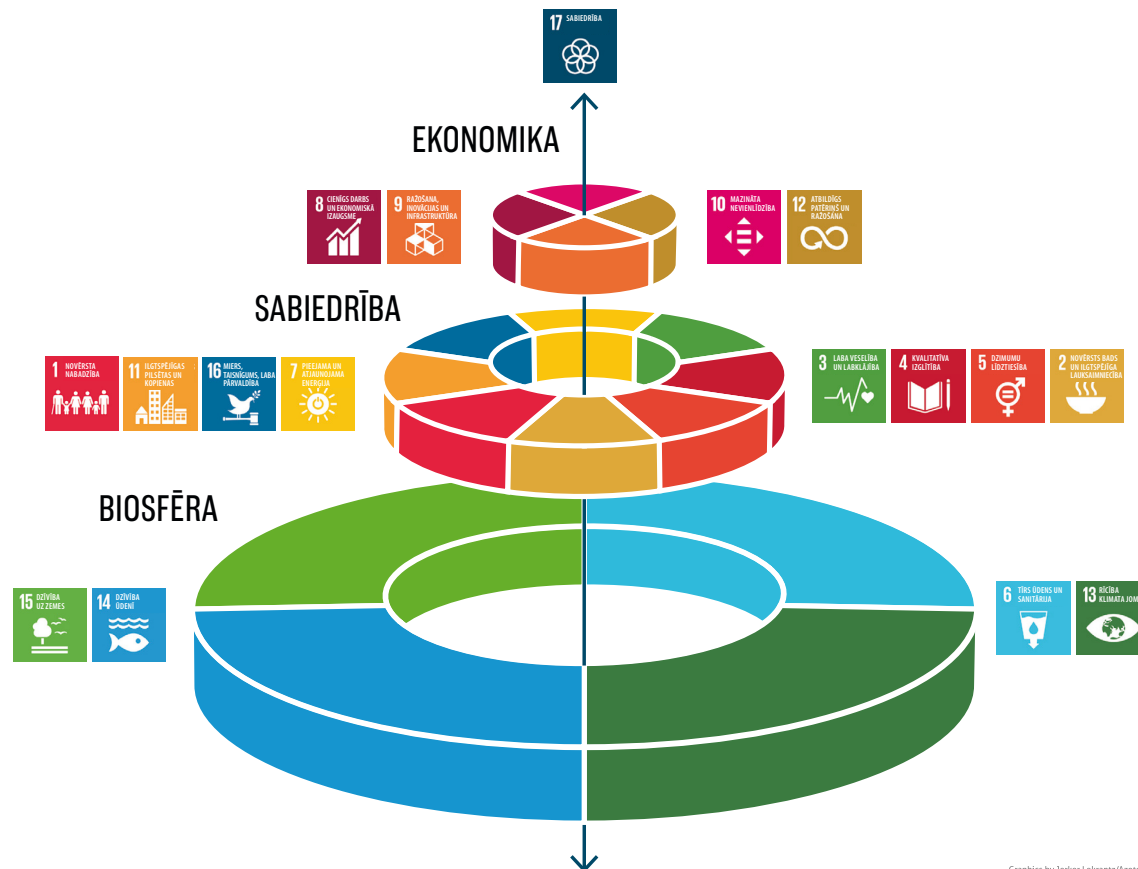 17 SABIEDRĪBA
EKONOMIKA
8 CIENĪGS DARBS
UN EKONOMISKĀ
IZAUGSME
9 RAŽOŠANA,
INOVĀCIJAS UN
INFRASTRUKTŪRA
10 MAZINĀTA
NEVIENLĪDZĪBA
12 ATBILDĪGS
PATĒRIŅŠ UN
RAŽOŠANA
SABIEDRĪBA
1 NOVĒRSTA
NABADZĪBA
11 ILGTSPĒJĪGAS
PILSĒTAS UN
KOPIENAS
16 MIERS,
TAISNĪGUMS, LABA
PĀRVALDĪBA
7 PIEEJAMA UN
ATJAUNOJAMA
ENERĢIJA
3 LABA VESELĪBA
UN LABKLĀJĪBA
4 KVALITATĪVA
IZGLĪTĪBA
5 DZIMUMU
LĪDZTIESĪBA
2 NOVĒRSTS BADS
UN ILGTSPĒJĪGA
LAUKSAIMNIECĪBA
BIOSFĒRA
15 DZĪVĪBA
UZ ZEMES
14 DZĪVĪBA
ŪDENĪ
6 TĪRS ŪDENS UN
SANITĀRIJA
13 RĪCĪBA
KLIMATA JOM